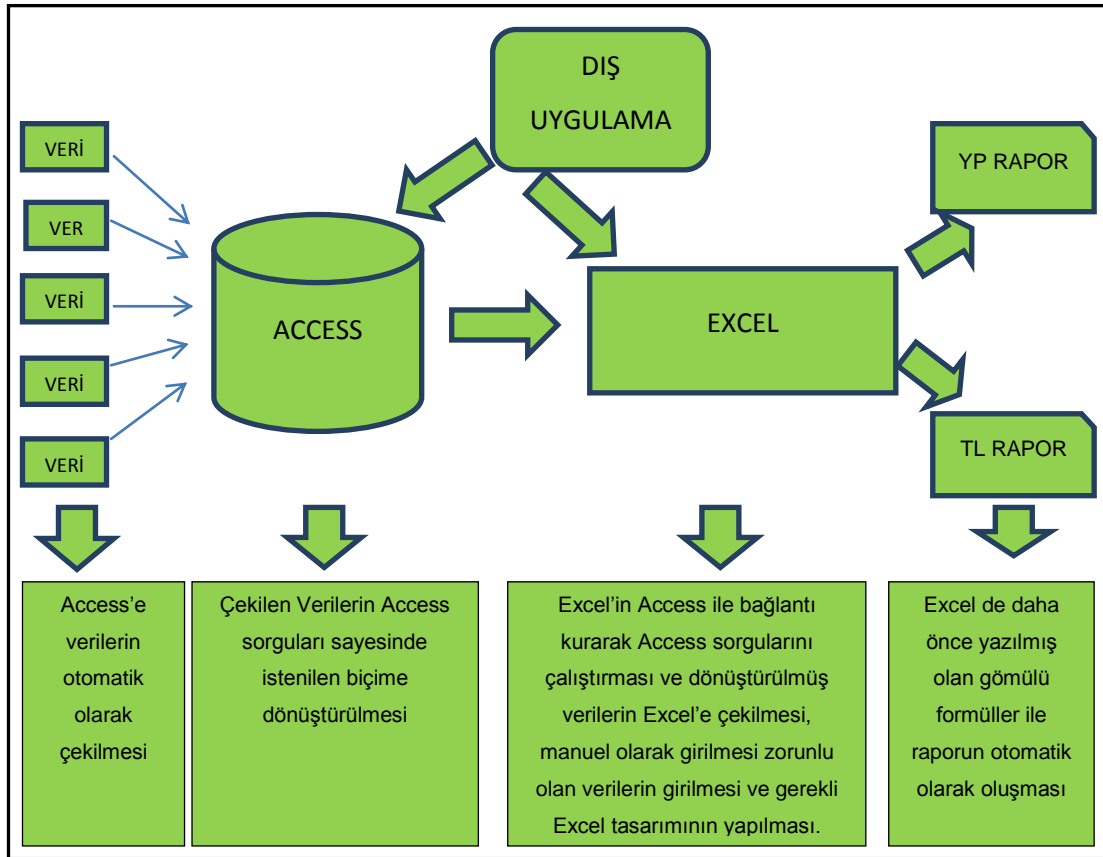 DIŞ
UYGULAMA
VERİ
VER
VERİ
VERİ
VERİ
ACCESS
EXCEL
YP RAPOR
TL RAPOR
Access’e
verilerin
otomatik
olarak
çekilmesi
Çekilen Verilerin Access
sorguları sayesinde
istenilen biçime
dönüştürülmesi
Excel’in Access ile bağlantı
kurarak Access sorgularını
çalıştırması ve dönüştürülmüş
verilerin Excel’e çekilmesi,
manuel olarak girilmesi zorunlu
olan verilerin girilmesi ve gerekli
Excel tasarımının yapılması.
Excel de daha
önce yazılmış
olan gömülü
formüller ile
raporun otomatik
olarak oluşması